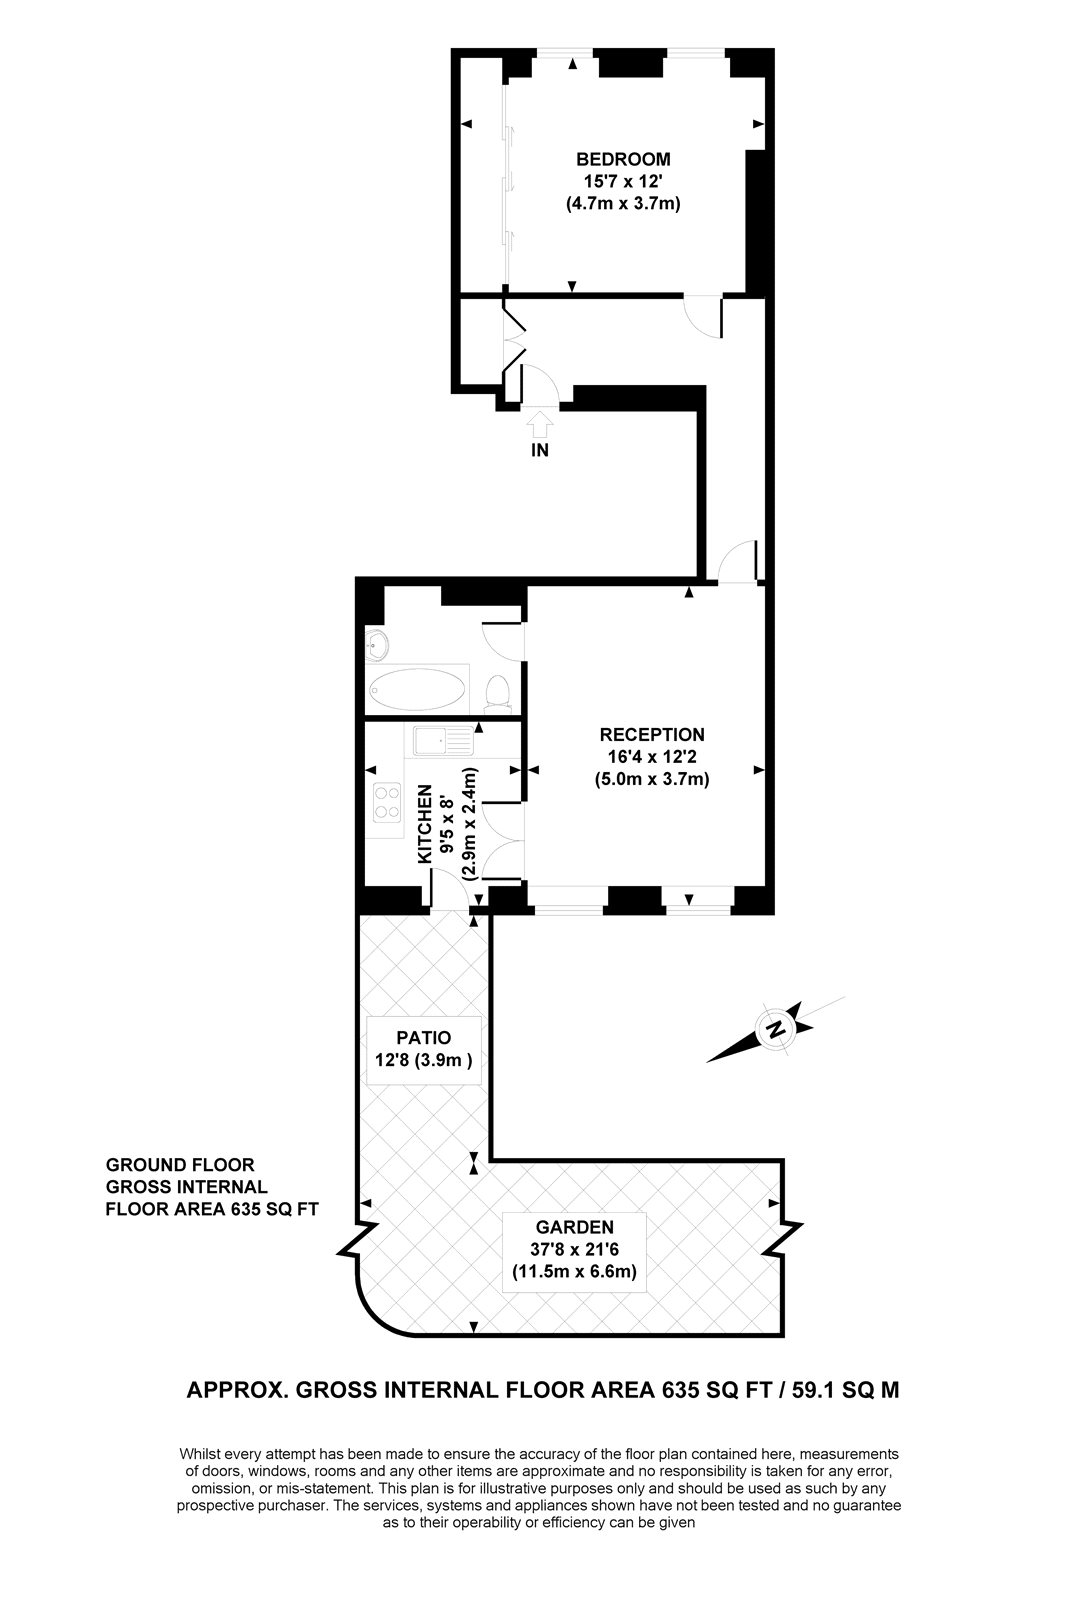 BEDROOM
15'7 x 12'
(4.7m x 3.7m)
IN
RECEPTION
16'4 x 12'2
(5.0m x 3.7m)
KITCHEN
9'5 x 8'
(2.9m x 2.4m)
N
PATIO
12'8 (3.9m )
GROUND FLOOR
GROSS INTERNAL
FLOOR AREA 635 SQ FT
GARDEN
37'8 x 21'6
(11.5m x 6.6m)
APPROX. GROSS INTERNAL FLOOR AREA 635 SQ FT / 59.1 SQ M
Whilst every attempt has been made to ensure the accuracy of the floor plan contained here, measurements
of doors, windows, rooms and any other items are approximate and no responsibility is taken for any error,
omission, or mis-statement. This plan is for illustrative purposes only and should be used as such by any
prospective purchaser. The services, systems and appliances shown have not been tested and no guarantee
as to their operability or efficiency can be given